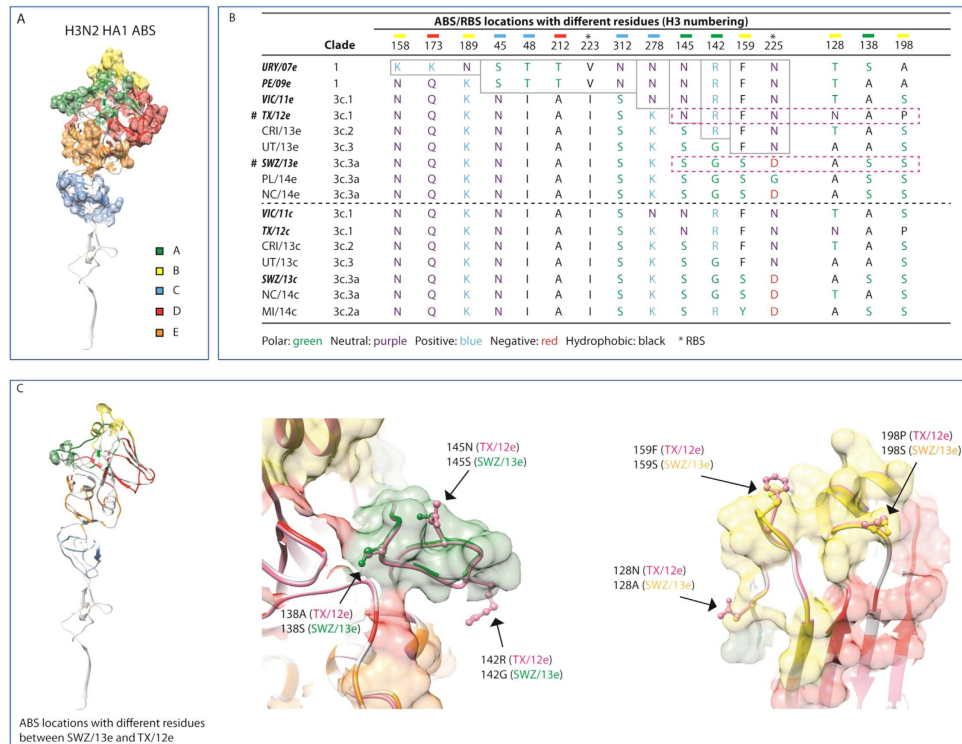 A
H3N2 HA1 ABS
A
B
C
D
E
B
ABS/RBS locations with different residues (H3 numbering)
* *
Clade 158 173 189 45 48 212 223 312 278 145 142 159 225 128 138 198
URY/07e 1 K K N S T T V N N N R F N T S A
PE/09e 1 N Q K S T T V N N N R F N T A A
VIC/11e 3c.1 N Q K N I A I S N N R F N T A S
# TX/12e 3c.1 N Q K N I A I S K N R F N N A P
CRI/13e 3c.2 N Q K N I A I S K S R F N T A S
UT/13e 3c.3 N Q K N I A I S K S G F N A A S
# SWZ/13e 3c.3a N Q K N I A I S K S G S D A S S
PL/14e 3c.3a N Q K N I A I S K S G S G A S S
NC/14e 3c.3a N Q K N I A I S K S G S D A S S
VIC/11c 3c.1 N Q K N I A I S N N R F N T A S
TX/12c 3c.1 N Q K N I A I S K N R F N N A P
CRI/13c 3c.2 N Q K N I A I S K S R F N T A S
UT/13c 3c.3 N Q K N I A I S K S G F N A A S
SWZ/13c 3c.3a N Q K N I A I S K S G S D A S S
NC/14c 3c.3a N Q K N I A I S K S G S D T A S
MI/14c 3c.2a N Q K N I A I S K S R Y D A S S
Polar: green Neutral: purple Positive: blue Negative: red Hydrophobic: black * RBS
C
ABS locations with different residues
between SWZ/13e and TX/12e
145N (TX/12e)
145S (SWZ/13e)
138A (TX/12e)
138S (SWZ/13e)
142R (TX/12e)
142G (SWZ/13e)
159F (TX/12e)
159S (SWZ/13e)
198P (TX/12e)
198S (SWZ/13e)
128N (TX/12e)
128A (SWZ/13e)